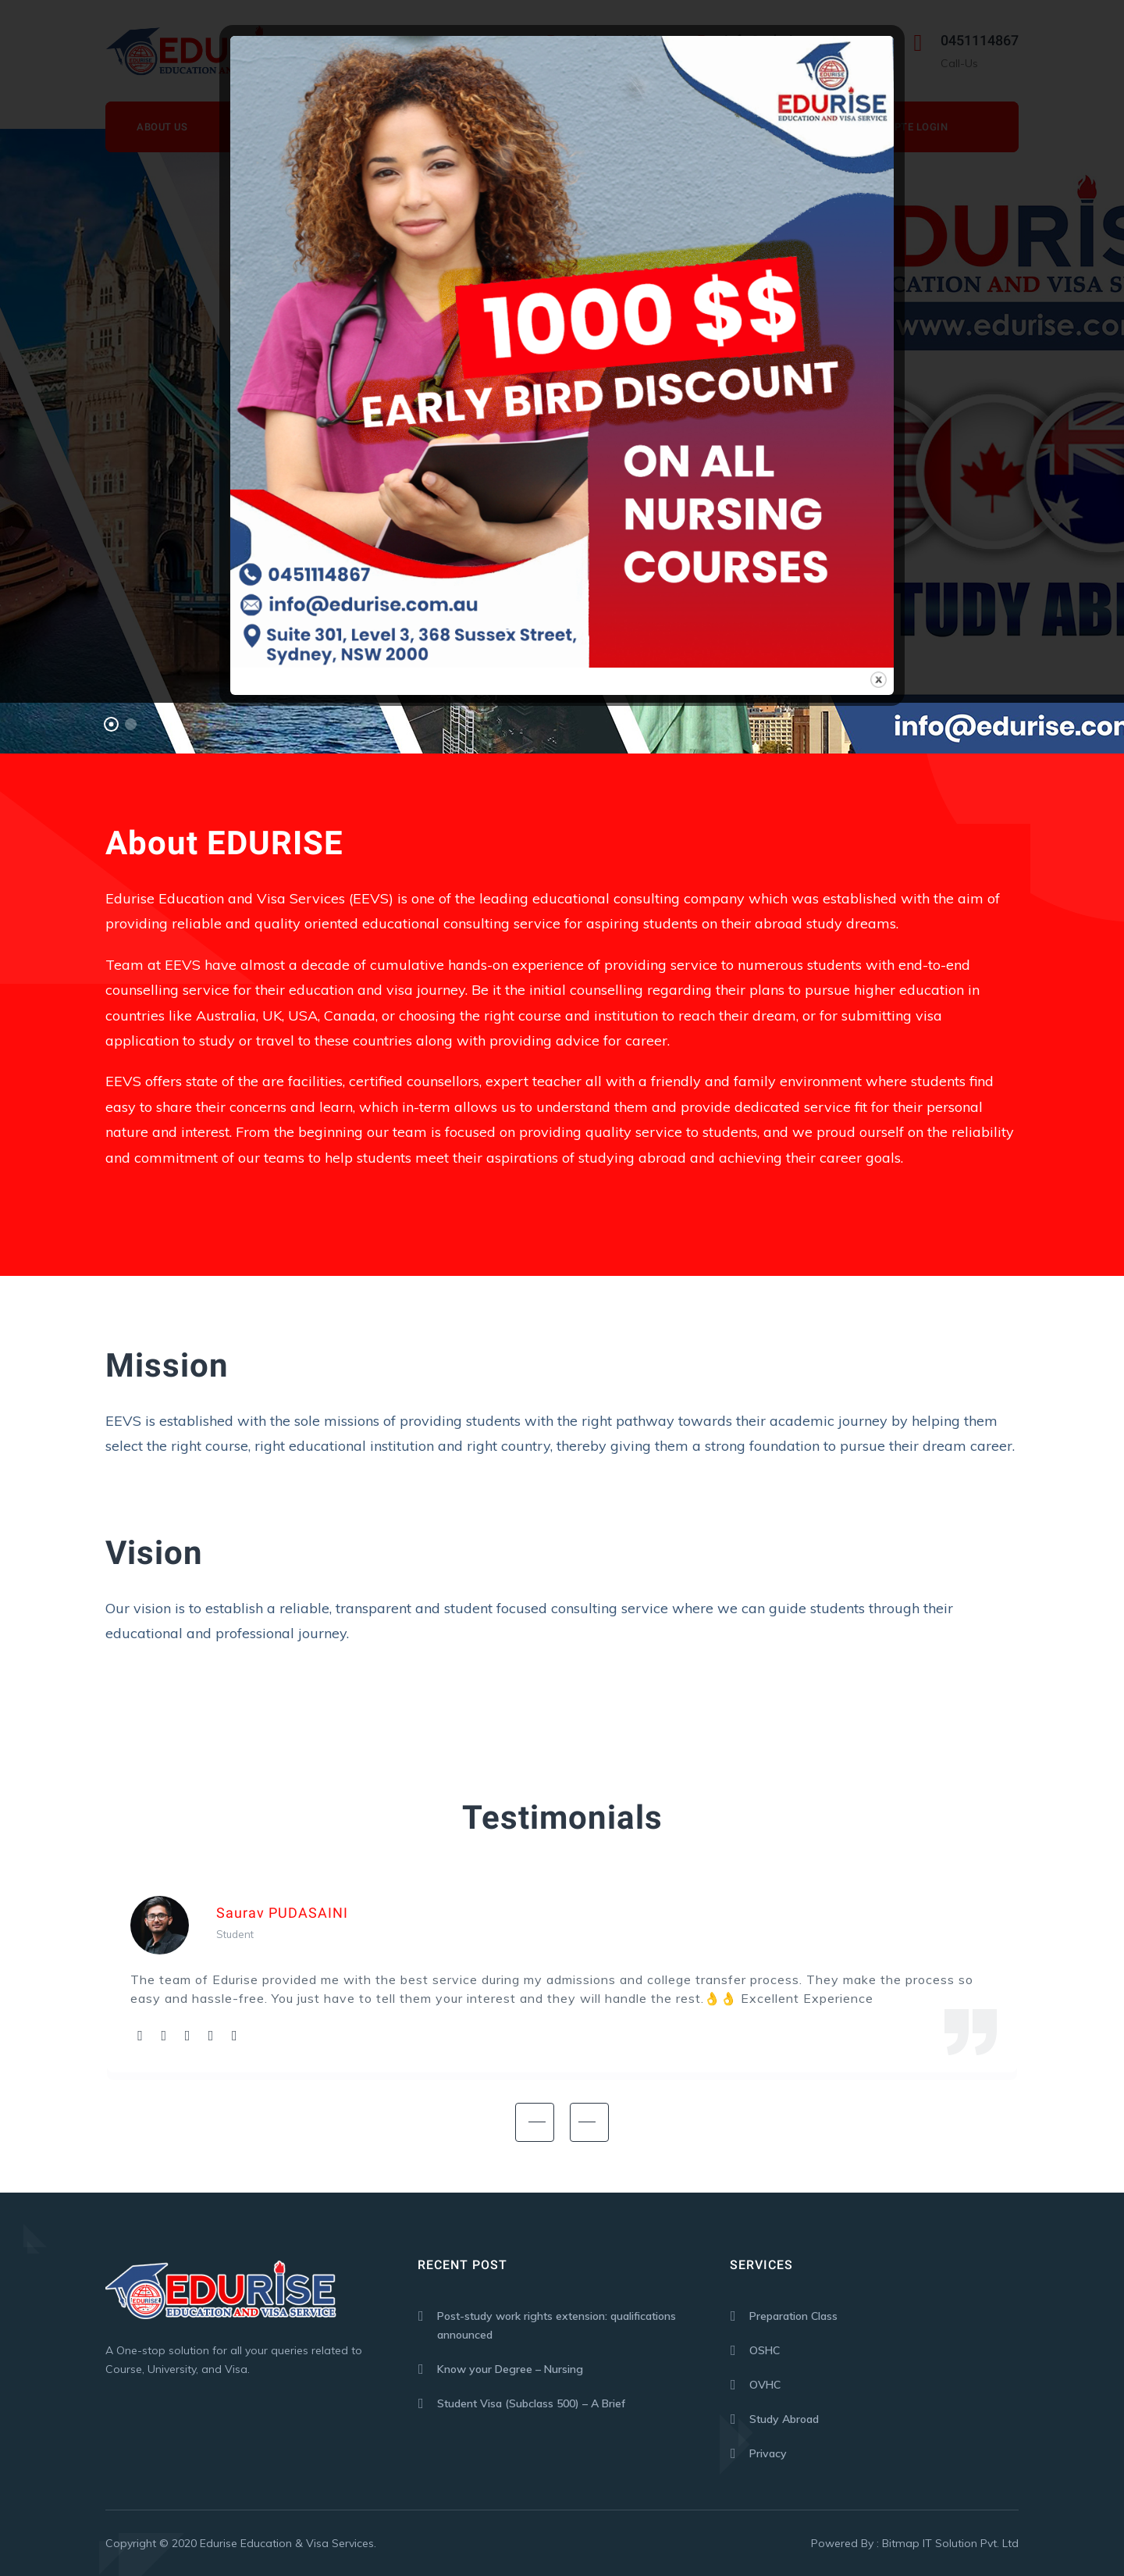 EDU
EDUCATION AND
0451114867
Call-Us
ABOUT US
PTE LOGIN
EDURISE
EDUCATION AND VISA SERVICE
1000 $$
EARLY BIRD DISCOUNT
ON ALL
NURSING
COURSES
0451114867
info@edurise.com.au
Suite 301, Level 3, 368 Sussex Street,
Sydney, NSW 2000
X
www.edurise.co
TUDY AB
info@edurise.co
About EDURISE
Edurise Education and Visa Services (EEVS) is one of the leading educational consulting company which was established with the aim of
providing reliable and quality oriented educational consulting service for aspiring students on their abroad study dreams.
Team at EEVS have almost a decade of cumulative hands-on experience of providing service to numerous students with end-to-end
counselling service for their education and visa journey. Be it the initial counselling regarding their plans to pursue higher education in
countries like Australia, UK, USA, Canada, or choosing the right course and institution to reach their dream, or for submitting visa
application to study or travel to these countries along with providing advice for career.
EEVS offers state of the are facilities, certified counsellors, expert teacher all with a friendly and family environment where students find
easy to share their concerns and learn, which in-term allows us to understand them and provide dedicated service fit for their personal
nature and interest. From the beginning our team is focused on providing quality service to students, and we proud ourself on the reliability
and commitment of our teams to help students meet their aspirations of studying abroad and achieving their career goals.
Mission
EEVS is established with the sole missions of providing students with the right pathway towards their academic journey by helping them
select the right course, right educational institution and right country, thereby giving them a strong foundation to pursue their dream career.
Vision
Our vision is to establish a reliable, transparent and student focused consulting service where we can guide students through their
educational and professional journey.
Testimonials
Saurav PUDASAINI
Student
The team of Edurise provided me with the best service during my admissions and college transfer process. They make the process so
easy and hassle-free. You just have to tell them your interest and they will handle the rest.👌👌 Excellent Experience
EDURISE
EDUCATION AND VISA SERVICE
A One-stop solution for all your queries related to
Course, University, and Visa.
RECENT POST
Post-study work rights extension: qualifications
announced
Know your Degree – Nursing
Student Visa (Subclass 500) – A Brief
SERVICES
Preparation Class
OSHC
OVHC
Study Abroad
Privacy
Copyright © 2020 Edurise Education & Visa Services.
Powered By : Bitmap IT Solution Pvt. Ltd